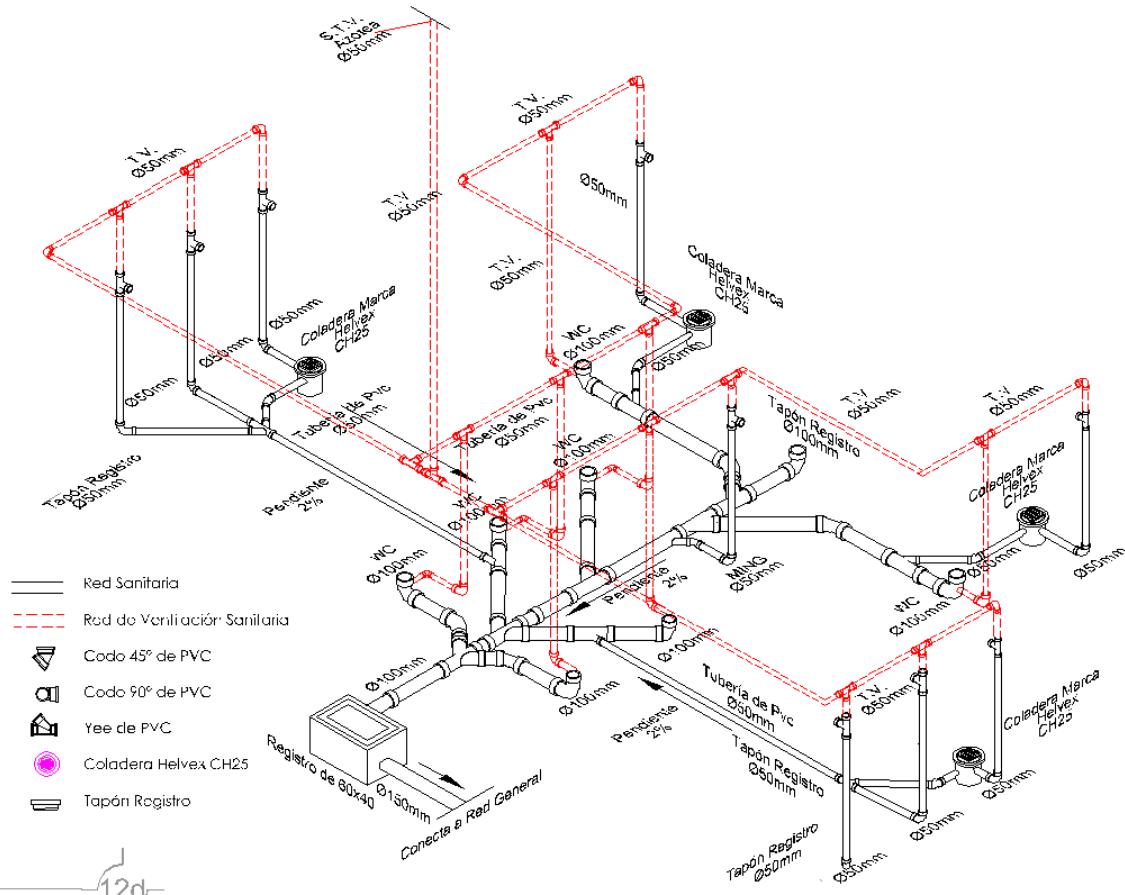 S.T.V.
Azotea
Ø50mm
T.V.
Ø50mm
T.V.
Ø50mm
T.V.
Ø50mm
Ø50mm
T.V.
Ø50mm
Coladera Marca
Helvex
CH25
Ø50mm
Coladera Marca
Helvex
CH25
Ø50mm
Ø50mm
WC
Ø100mm
Ø50mm
Tubería de Pvc
Ø50mm
Tubería de Pvc
Ø50mm
T.V
Ø50mm
T.V
Ø50mm
Tapón Registro
Ø100mm
WC
Ø100mm
Tapón Registro
Ø50mm
Pendiente
2%
WC
Ø100mm
Coladera Marca
Helvex
CH25
WC
Ø100mm
Pendiente
2%
MING
Ø50mm
Ø50mm
Ø50mm
WC
Ø100mm
Ø100mm
Ø100mm
Ø100mm
Tubería de Pvc
Ø50mm
T.V.
Ø50mm
Pendiente
2%
Coladera Marca
Helvex
CH25
Tapón Registro
Ø50mm
Registro de 60x40
Ø150mm
Conecta a Red General
Ø50mm
Ø50mm
Tapón Registro
Ø50mm
Ø50mm
Red Sanitaria
Red de Ventilación Sanitaria
Codo 45° de PVC
Codo 90° de PVC
Yee de PVC
Coladera Helvex CH25
Tapón Registro
12d